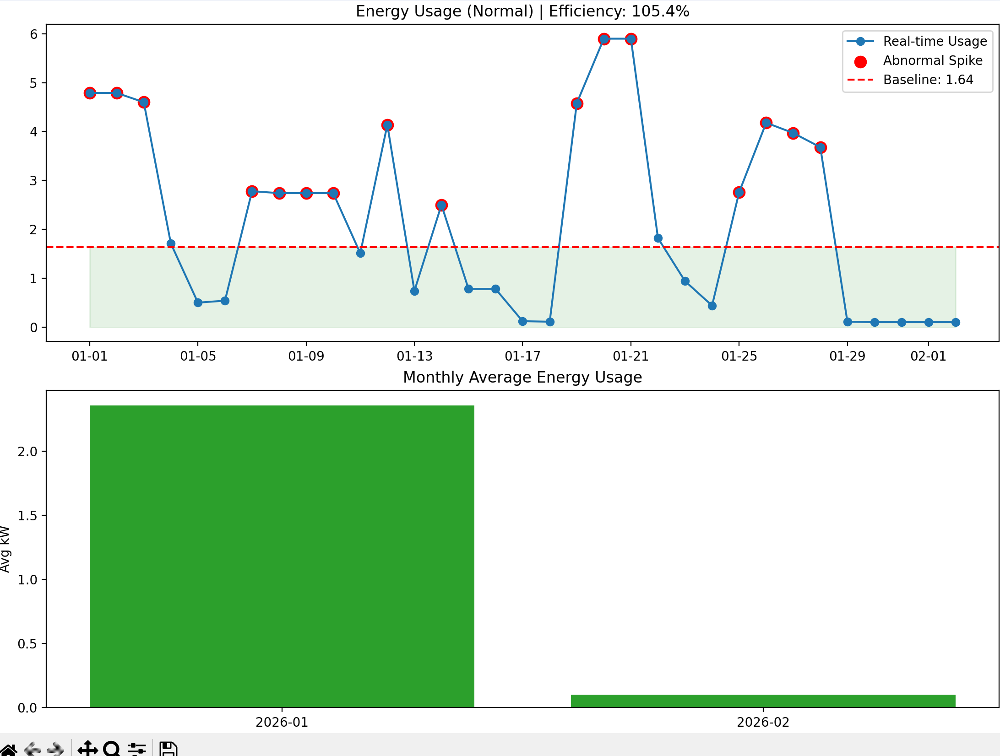 Energy Usage (Normal) | Efficiency: 105.4%
6
5
4
3
2
1
0
Real-time Usage
Abnormal Spike
Baseline: 1.64
01-01 01-05 01-09 01-13 01-17 01-21 01-25 01-29 02-01
Monthly Average Energy Usage
Avg kW
2.0
1.5
1.0
0.5
0.0
2026-01 2026-02